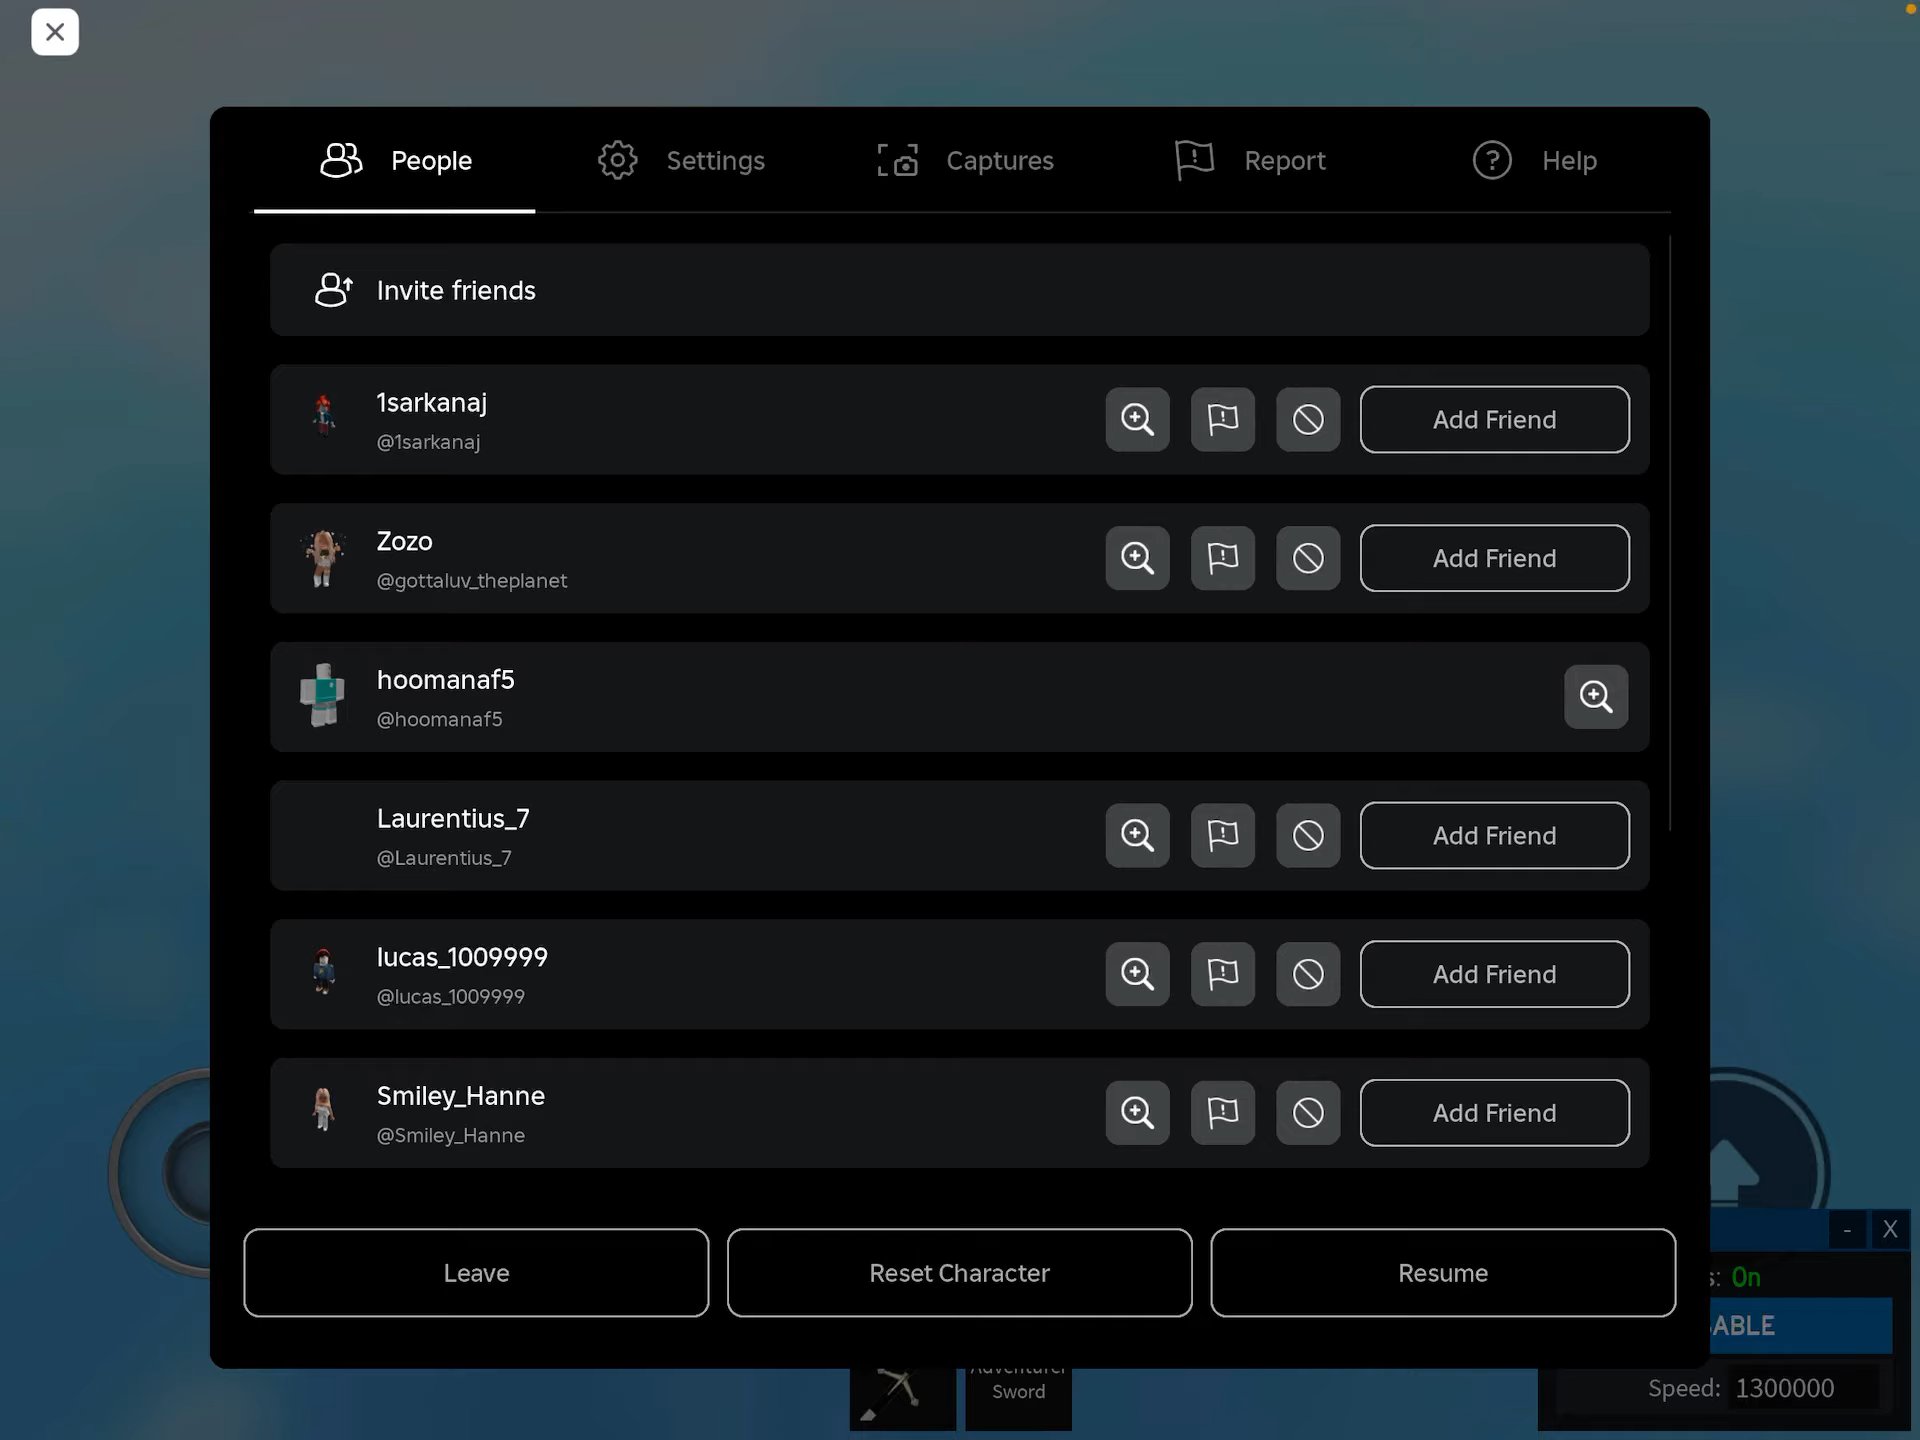 People
Settings
Captures
Report
Help
Invite friends
1sarkanaj
@1sarkanaj
Add Friend
Zozo
@gottaluv_theplanet
Add Friend
hoomanaf5
@hoomanaf5
Laurentius_7
@Laurentius_7
Add Friend
lucas_1009999
@lucas_1009999
Add Friend
Smiley_Hanne
@Smiley_Hanne
Add Friend
Leave
Reset Character
Resume
- X
s: On
ABLE
Adventurer
Sword
Speed: 1300000